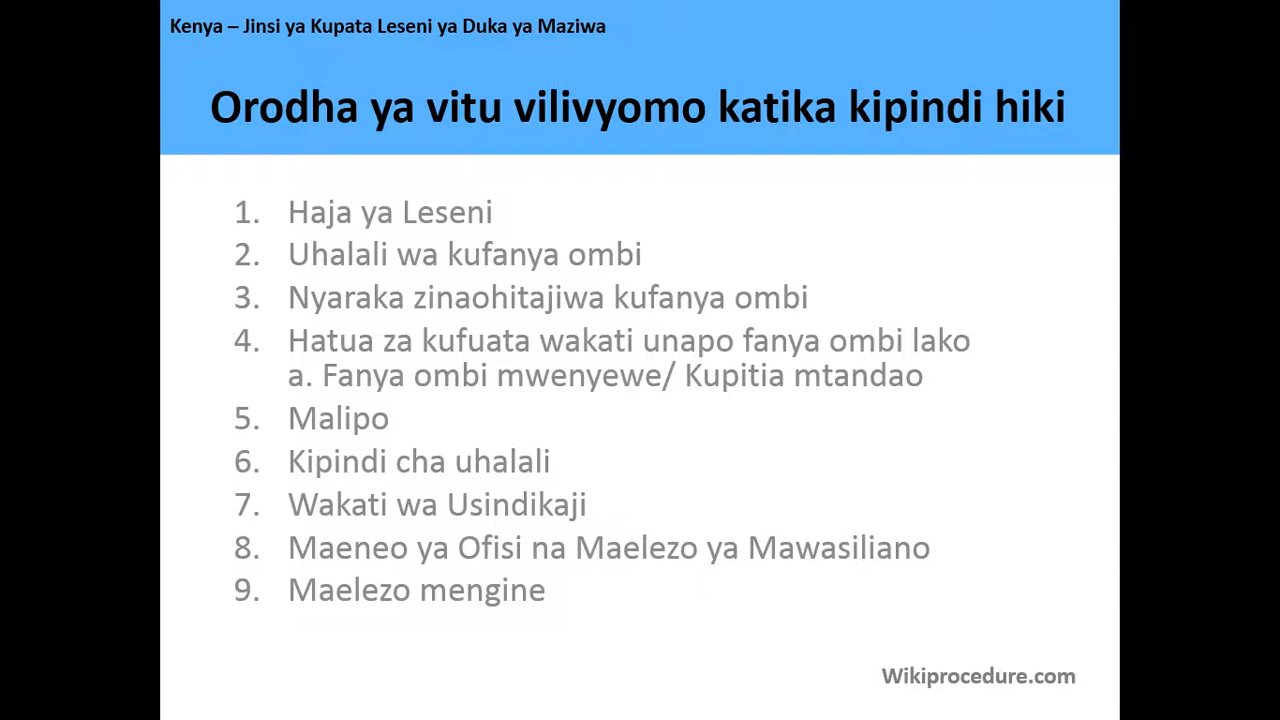 Kenya – Jinsi ya Kupata Leseni ya Duka ya Maziwa
Orodha ya vitu vilivyomo katika kipindi hiki
1. Haja ya Leseni
2. Uhalali wa kufanya ombi
3. Nyaraka zinaohitajiwa kufanya ombi
4. Hatua za kufuata wakati unapo fanya ombi lako
a. Fanya ombi mwenyewe/ Kupitia mtandao
5. Malipo
6. Kipindi cha uhalali
7. Wakati wa Usindikaji
8. Maeneo ya Ofisi na Maelezo ya Mawasiliano
9. Maelezo mengine
Wikiprocedure.com